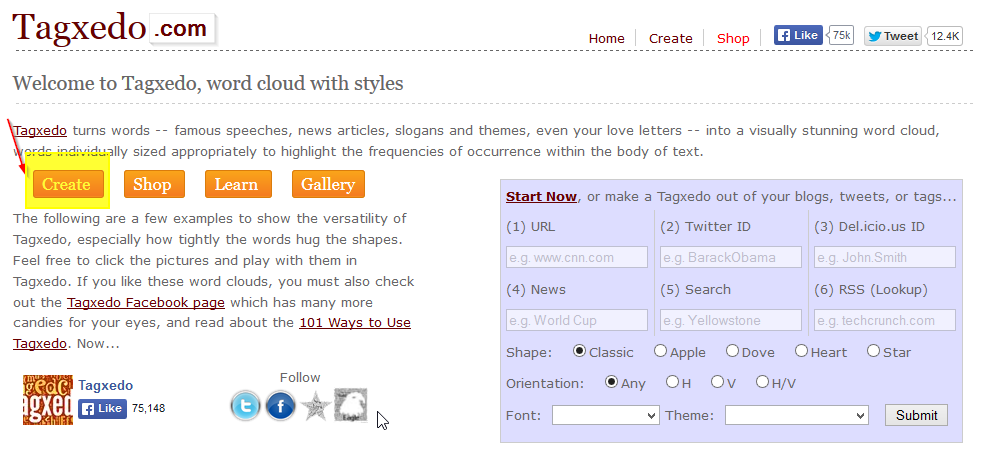 Tagxedo .com
Home Create Shop Like 75k Tweet 12.4K
Welcome to Tagxedo, word cloud with styles
Tagxedo turns words -- famous speeches, news articles, slogans and themes, even your love letters -- into a visually stunning word cloud,
words individually sized appropriately to highlight the frequencies of occurrence within the body of text.
Create Shop Learn Gallery
The following are a few examples to show the versatility of
Tagxedo, especially how tightly the words hug the shapes.
Feel free to click the pictures and play with them in
Tagxedo. If you like these word clouds, you must also check
out the Tagxedo Facebook page which has many more
candies for your eyes, and read about the 101 Ways to Use
Tagxedo. Now...
Follow
Tagxedo
Like 75,148
Start Now, or make a Tagxedo out of your blogs, tweets, or tags...
(1) URL (2) Twitter ID (3) Del.icio.us ID
e.g. www.cnn.com e.g. BarackObama e.g. John.Smith
(4) News (5) Search (6) RSS (Lookup)
e.g. World Cup e.g. Yellowstone e.g. techcrunch.com
Shape: Classic Apple Dove Heart Star
Orientation: Any H V H/V
Font: Theme: Submit